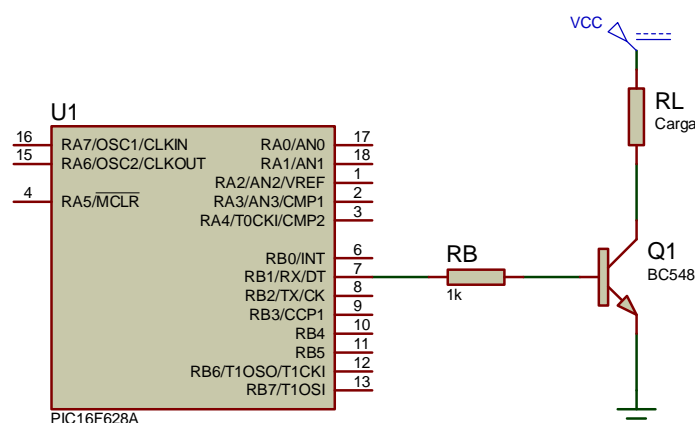 VCC
RL
Carga
U1
16 RA7/OSC1/CLKIN RA0/AN0 17
15 RA6/OSC2/CLKOUT RA1/AN1 18
RA2/AN2/VREF 1
4 RA5/MCLR RA3/AN3/CMP1 2
RA4/T0CKI/CMP2 3
RB0/INT 6
RB1/RX/DT 7
RB2/TX/CK 8
RB3/CCP1 9
RB4 10
RB5 11
RB6/T1OSO/T1CKI 12
RB7/T1OSI 13
PIC16F628A
RB
1k
Q1
BC548